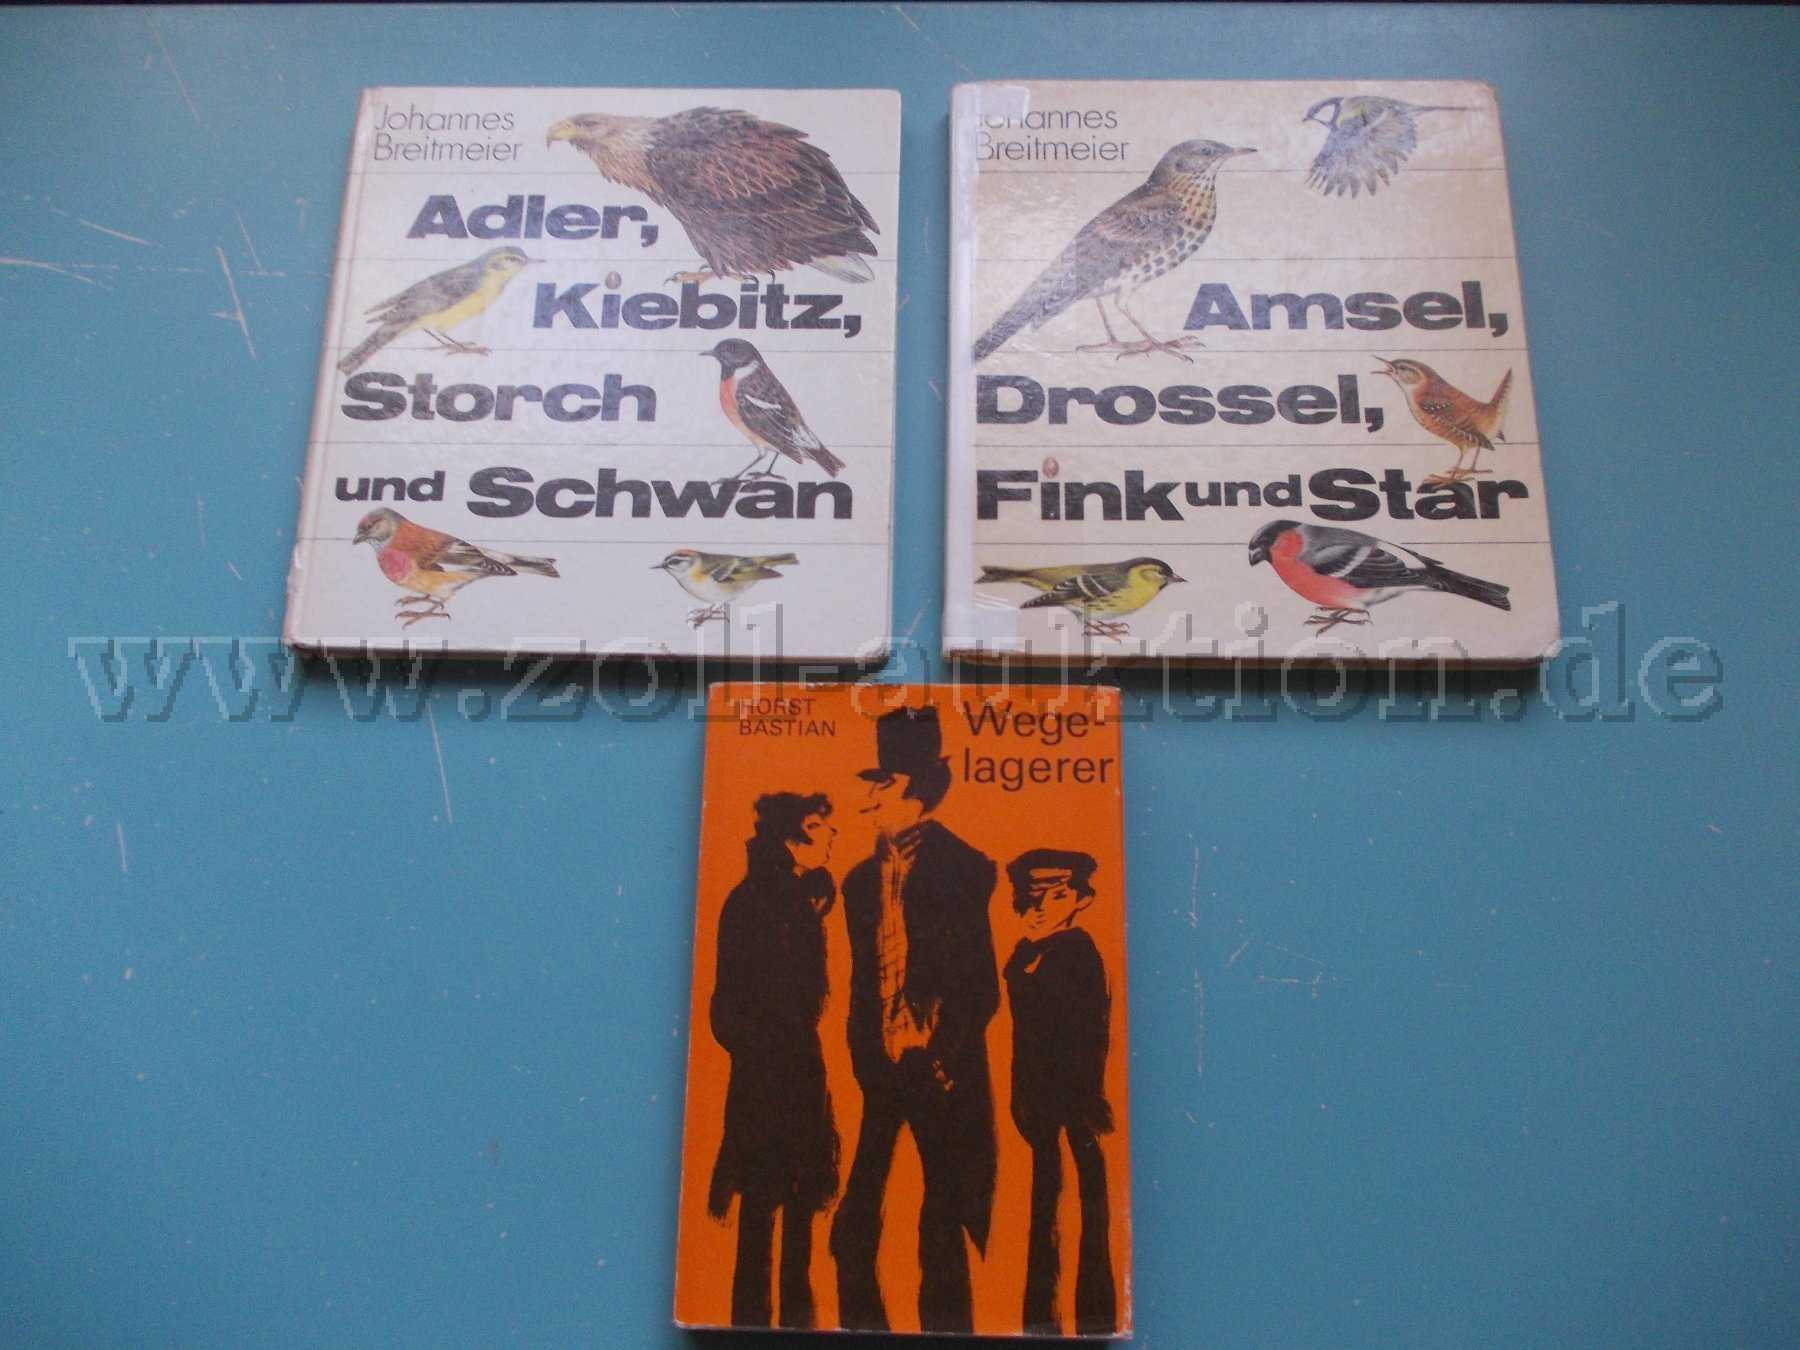 Johannes
Breitmeier
Adler,
Kiebitz,
Storch
und Schwan
Johannes
Breitmeier
Amsel,
Drossel,
Fink und Star
www.zoll-auktion.de
HORST
BASTIAN
Wege-
lagerer